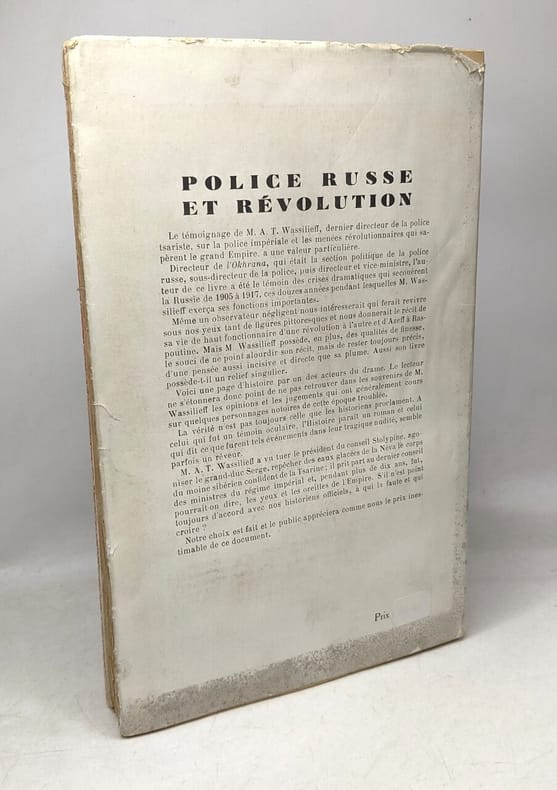 POLICE RUSSE
ET RÉVOLUTION
Le témoignage de M. A. T. Wassilieff, dernier directeur de la police
tsariste, sur la police impériale et les menées révolutionnaires qui sa-
pèrent le grand Empire, a une valeur particulière.
Directeur de l'Okhrana, qui était la section politique de la police
russe, sous-directeur de la police, puis directeur et vice-ministre, l'au-
teur de ce livre a été le témoin des crises dramatiques qui secouèrent
la Russie de 1905 à 1917, ces douze années pendant lesquelles M. Was-
silieff exerça ses fonctions importantes.
Même un observateur négligent nous intéresserait qui ferait revivre
sous nos yeux tant de figures pittoresques et nous donnerait le récit de
sa vie de haut fonctionnaire d'une révolution à l'autre et d'Azeff à Ras-
poutine. Mais M. Wassilieff possède, en plus, des qualités de finesse,
le souci de ne point alourdir son récit, mais de rester toujours précis,
d'une pensée aussi incisive et directe que sa plume. Aussi son livre
possède-t-il un relief singulier.
Voici une page d'histoire par un des acteurs du drame. Le lecteur
ne s'étonnera donc point de ne pas retrouver dans les souvenirs de M.
Wassilieff les opinions et les jugements qui ont généralement cours
sur quelques personnages notoires de cette époque troublée.
La vérité n'est pas toujours celle que les historiens proclament. A
celui qui fut un témoin oculaire, l'Histoire paraît un roman et celui
qui dit ce que furent tels événements dans leur tragique nudité, semble
parfois un rêveur.
M. A. T. Wassilieff a vu tuer le président du conseil Stolypine, ago-
niser le grand-duc Serge, repêcher des eaux glacées de la Néva le corps
du moine sibérien confident de la Tsarine ; il prit part au dernier conseil
des ministres du régime impérial et, pendant plus de dix ans, fut,
pourrait-on dire, les yeux et les oreilles de l'Empire. S'il n'est point
toujours d'accord avec nos historiens officiels, à qui la faute et qui
croire ?
Notre choix est fait et le public appréciera comme nous le prix ines-
timable de ce document.
Prix